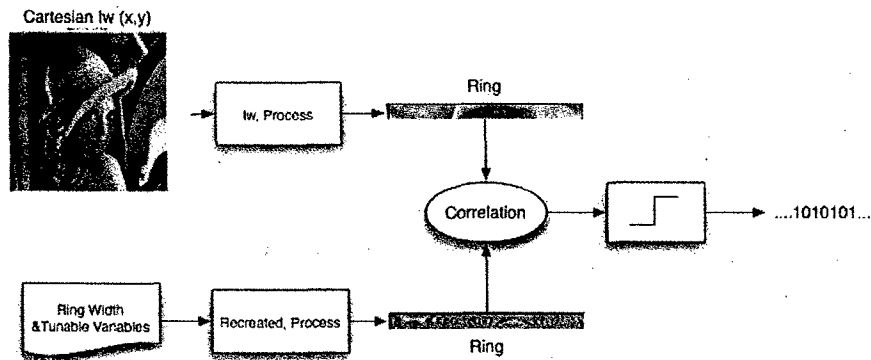 Cartesian Iw (x,y)
Iw, Process
Ring
Correlation
....1010101...
Ring Width
&Tunable Variables
Recreated, Process
Ring